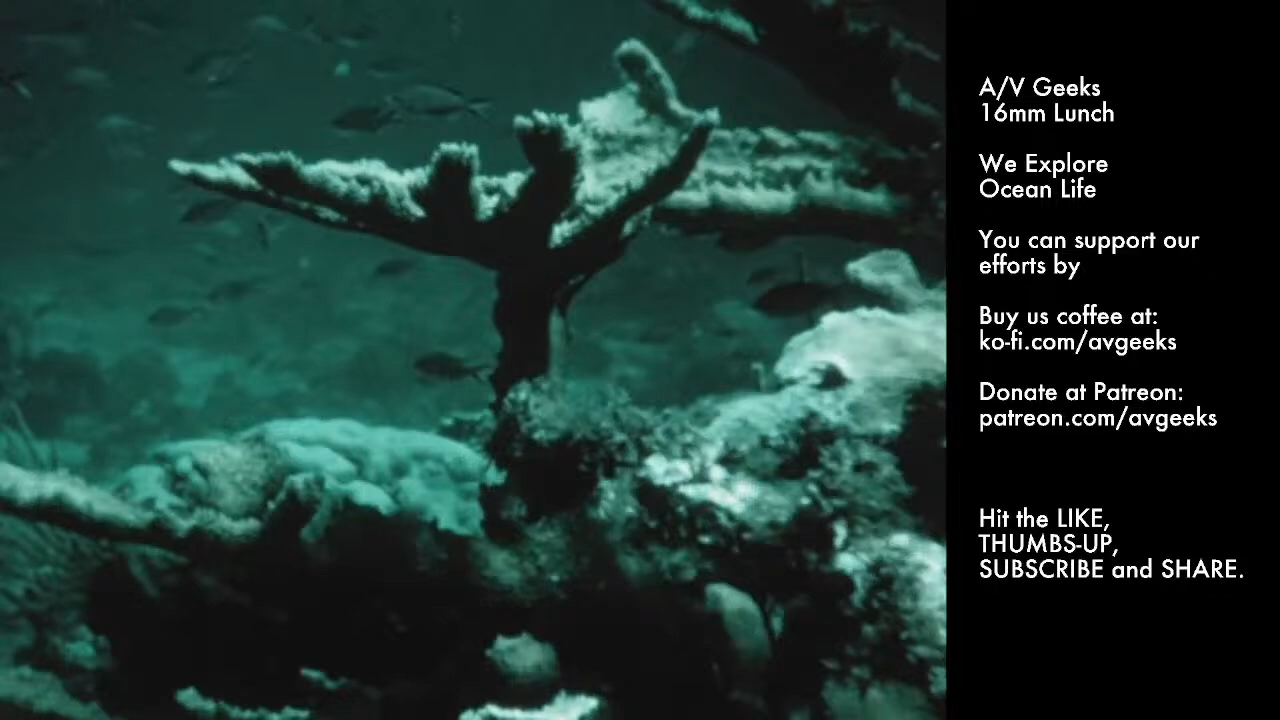 A/V Geeks
16mm Lunch
We Explore
Ocean Life
You can support our
efforts by
Buy us coffee at:
ko-fi.com/avgeeks
Donate at Patreon:
patreon.com/avgeeks
Hit the LIKE,
THUMBS-UP,
SUBSCRIBE and SHARE.